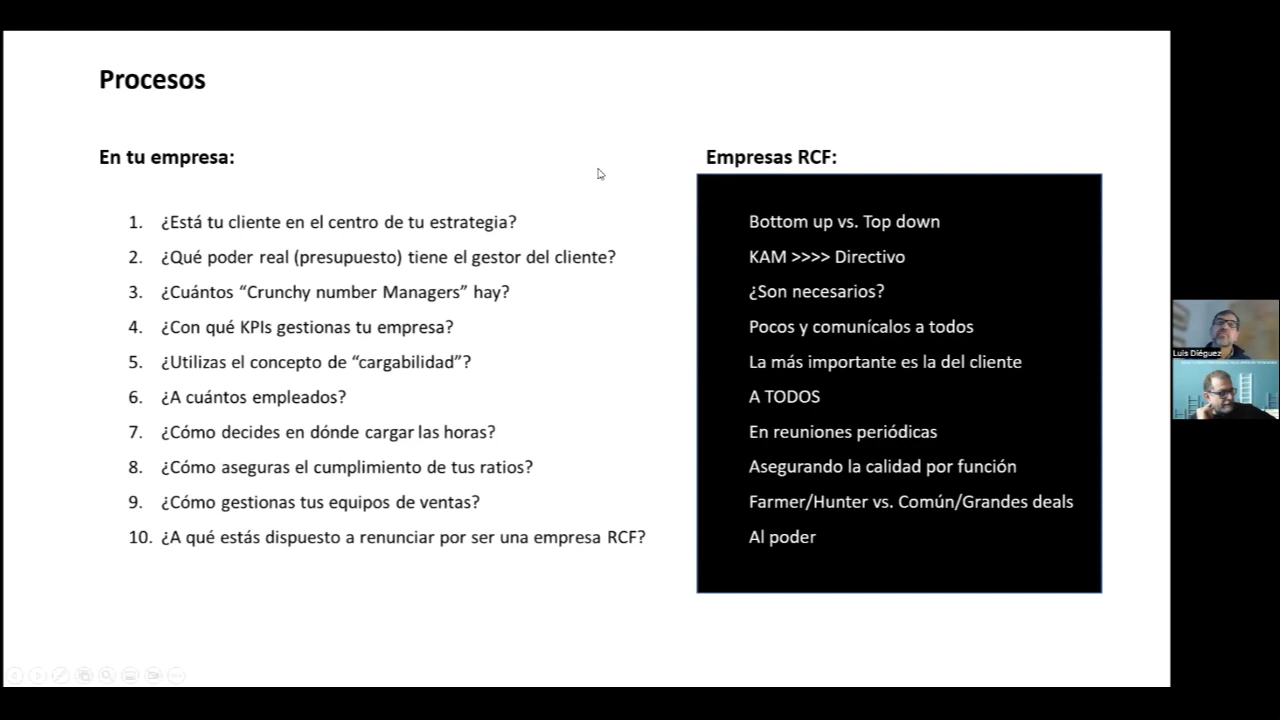 Procesos
En tu empresa:
1. ¿Está tu cliente en el centro de tu estrategia?
2. ¿Qué poder real (presupuesto) tiene el gestor del cliente?
3. ¿Cuántos “Crunchy number Managers” hay?
4. ¿Con qué KPIs gestionas tu empresa?
5. ¿Utilizas el concepto de “cargabilidad”?
6. ¿A cuántos empleados?
7. ¿Cómo decides en dónde cargar las horas?
8. ¿Cómo aseguras el cumplimiento de tus ratios?
9. ¿Cómo gestionas tus equipos de ventas?
10. ¿A qué estás dispuesto a renunciar por ser una empresa RCF?
Empresas RCF:
Bottom up vs. Top down
KAM >>>> Directivo
¿Son necesarios?
Pocos y comunícalos a todos
La más importante es la del cliente
A TODOS
En reuniones periódicas
Asegurando la calidad por función
Farmer/Hunter vs. Común/Grandes deals
Al poder
Luis Diéguez